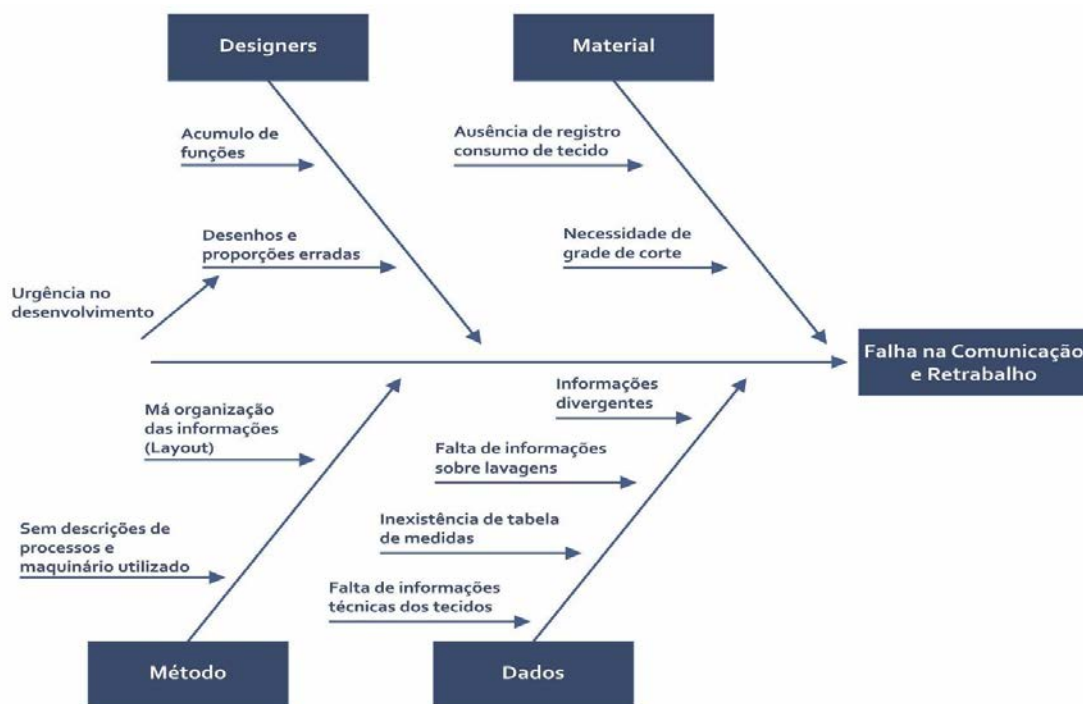 Designers
Material
Acumulo de
funções
Ausência de registro
consumo de tecido
Desenhos e
proporções erradas
Necessidade de
grade de corte
Urgência no
desenvolvimento
Falha na Comunicação
e Retrabalho
Informações
divergentes
Má organização
das informações
(Layout)
Falta de informações
sobre lavagens
Sem descrições de
processos e
maquinário utilizado
Inexistência de tabela
de medidas
Falta de informações
técnicas dos tecidos
Método
Dados